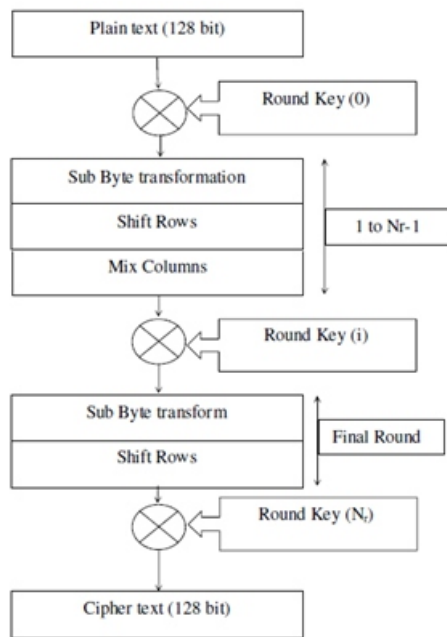 Plain text (128 bit)
Round Key (0)
Sub Byte transformation
Shift Rows
1 to Nr-1
Mix Columns
Round Key (i)
Sub Byte transform
Final Round
Shift Rows
Round Key (Nᵣ)
Cipher text (128 bit)